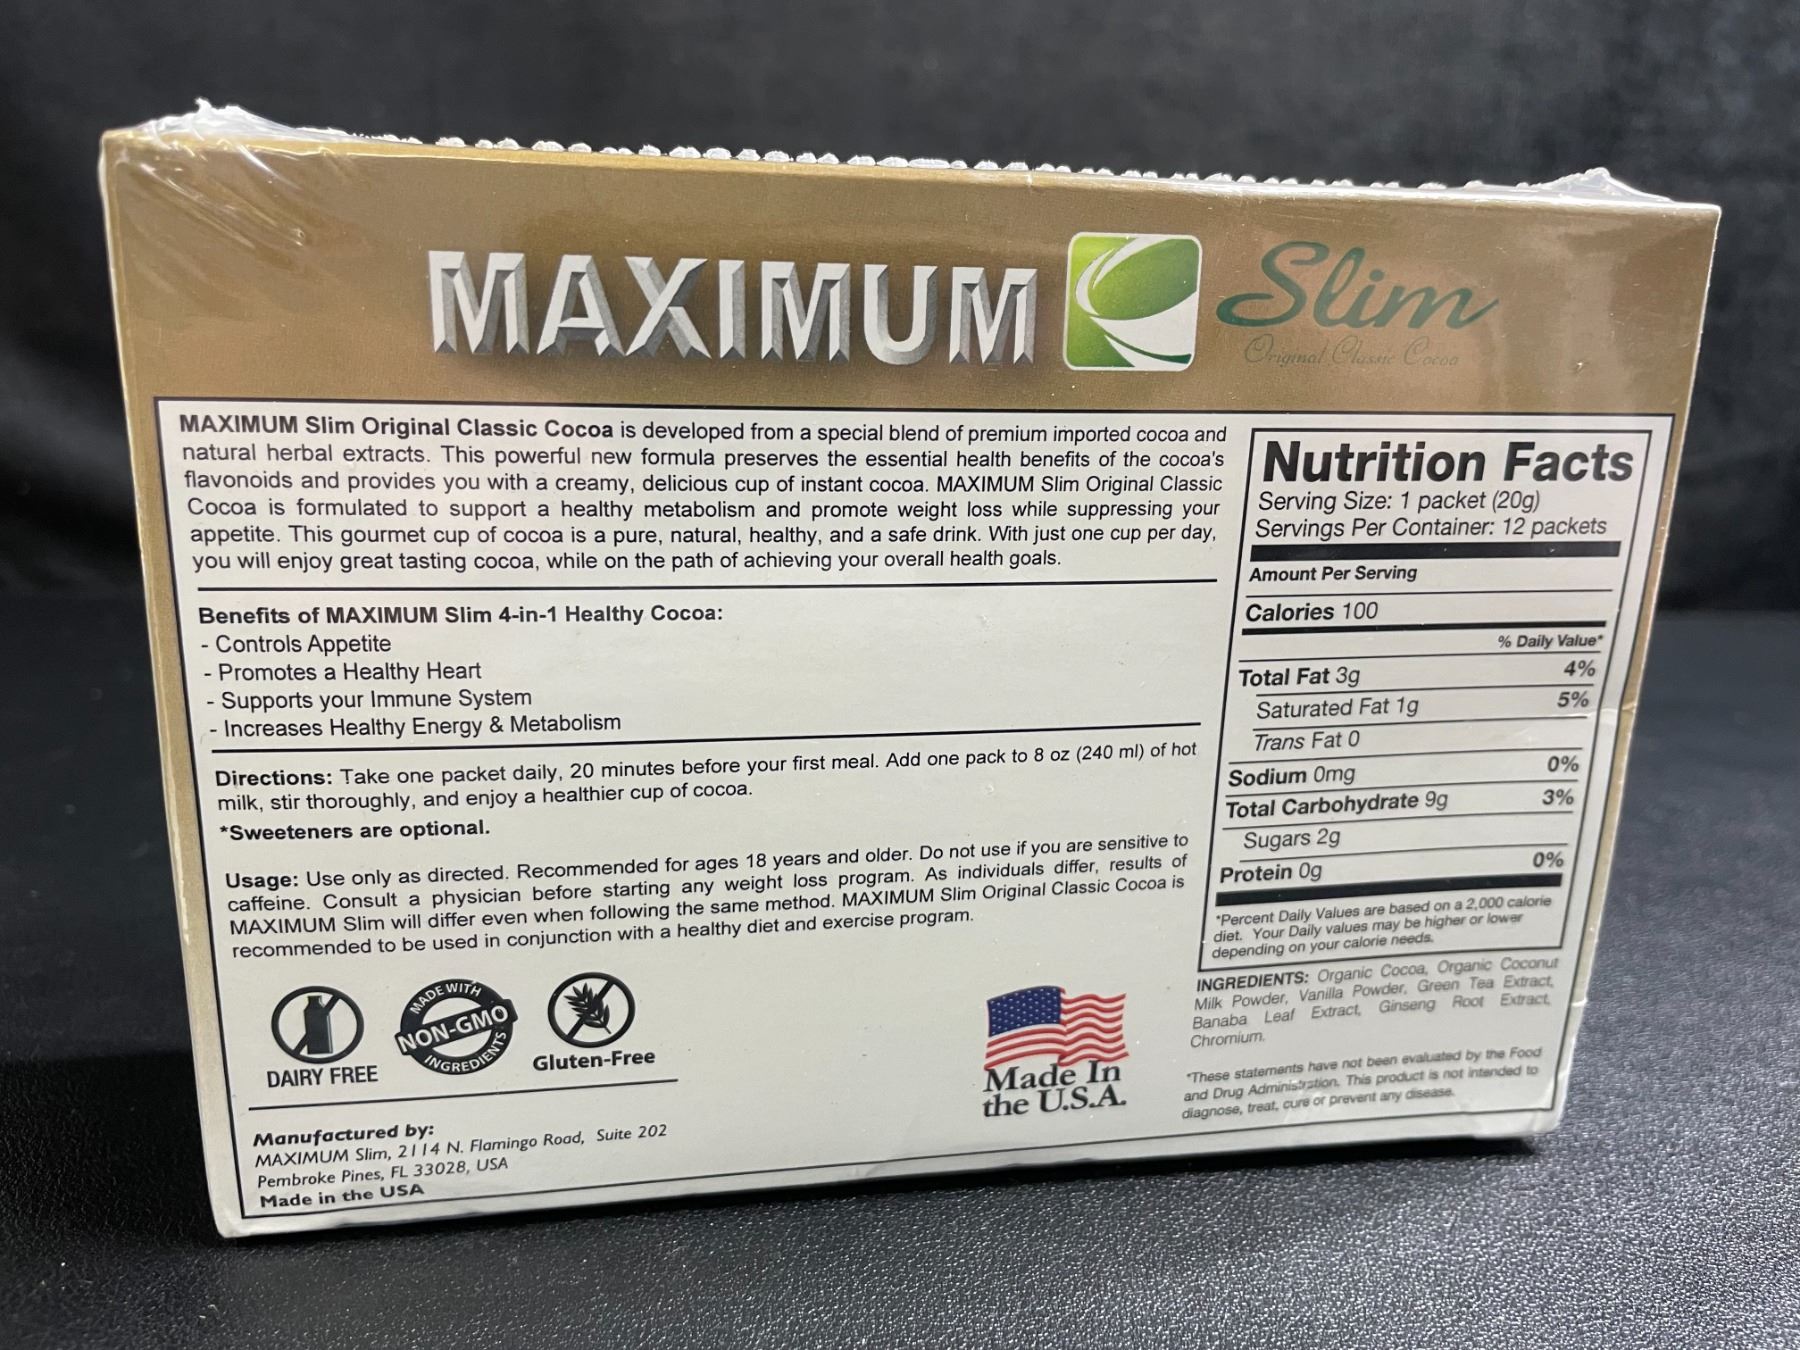 MAXIMUM Slim
Original Classic Cocoa
MAXIMUM Slim Original Classic Cocoa is developed from a special blend of premium imported cocoa and
natural herbal extracts. This powerful new formula preserves the essential health benefits of the cocoa's
flavonoids and provides you with a creamy, delicious cup of instant cocoa. MAXIMUM Slim Original Classic
Cocoa is formulated to support a healthy metabolism and promote weight loss while suppressing your
appetite. This gourmet cup of cocoa is a pure, natural, healthy, and a safe drink. With just one cup per day,
you will enjoy great tasting cocoa, while on the path of achieving your overall health goals.
Benefits of MAXIMUM Slim 4-in-1 Healthy Cocoa:
- Controls Appetite
- Promotes a Healthy Heart
- Supports your Immune System
- Increases Healthy Energy & Metabolism
Directions: Take one packet daily, 20 minutes before your first meal. Add one pack to 8 oz (240 ml) of hot
milk, stir thoroughly, and enjoy a healthier cup of cocoa.
*Sweeteners are optional.
Usage: Use only as directed. Recommended for ages 18 years and older. Do not use if you are sensitive to
caffeine. Consult a physician before starting any weight loss program. As individuals differ, results of
MAXIMUM Slim will differ even when following the same method. MAXIMUM Slim Original Classic Cocoa is
recommended to be used in conjunction with a healthy diet and exercise program.
DAIRY FREE
MADE WITH
NON-GMO
INGREDIENTS
Gluten-Free
Made In
the U.S.A.
Manufactured by:
MAXIMUM Slim, 2114 N. Flamingo Road, Suite 202
Pembroke Pines, FL 33028, USA
Made in the USA
Nutrition Facts
Serving Size: 1 packet (20g)
Servings Per Container: 12 packets
Amount Per Serving
Calories 100
% Daily Value*
Total Fat 3g 4%
Saturated Fat 1g 5%
Trans Fat 0
Sodium 0mg 0%
Total Carbohydrate 9g 3%
Sugars 2g
Protein 0g 0%
*Percent Daily Values are based on a 2,000 calorie
diet. Your Daily values may be higher or lower
depending on your calorie needs.
INGREDIENTS: Organic Cocoa, Organic Coconut
Milk Powder, Vanilla Powder, Green Tea Extract,
Banaba Leaf Extract, Ginseng Root Extract,
Chromium.
*These statements have not been evaluated by the Food
and Drug Administration. This product is not intended to
diagnose, treat, cure or prevent any disease.